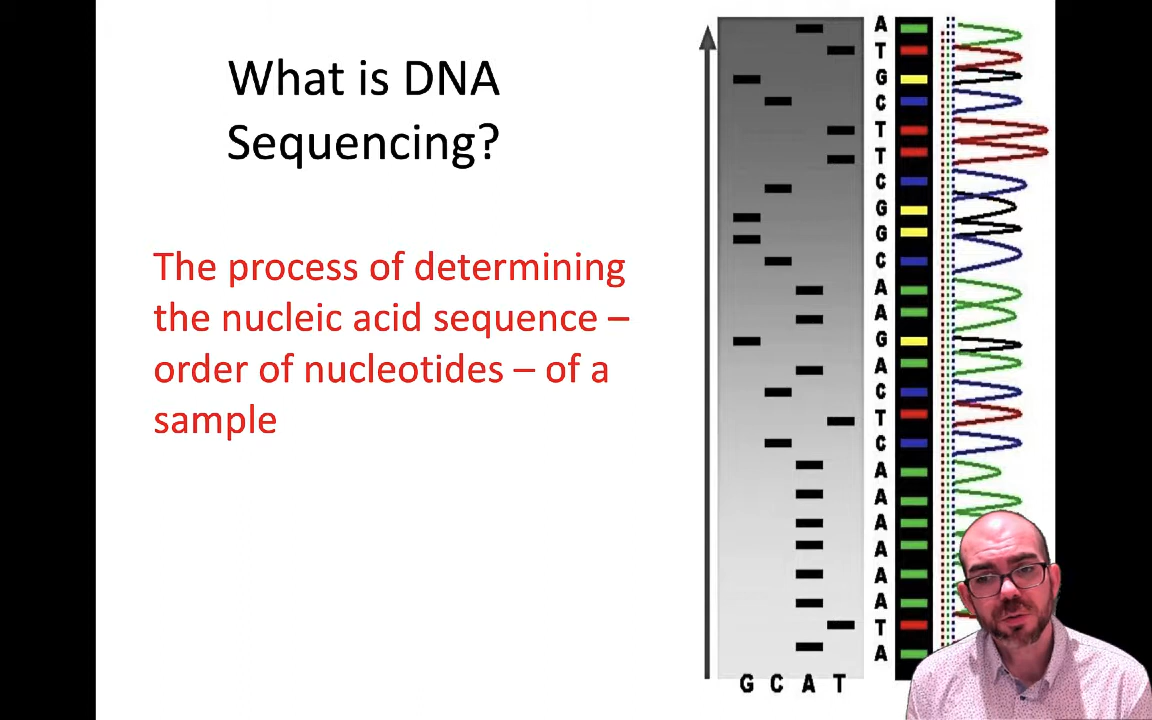 What is DNA
Sequencing?
The process of determining
the nucleic acid sequence –
order of nucleotides – of a
sample
A
T
G
C
T
T
C
G
G
C
A
A
G
A
C
T
C
A
A
A
A
A
A
T
A
G C A T